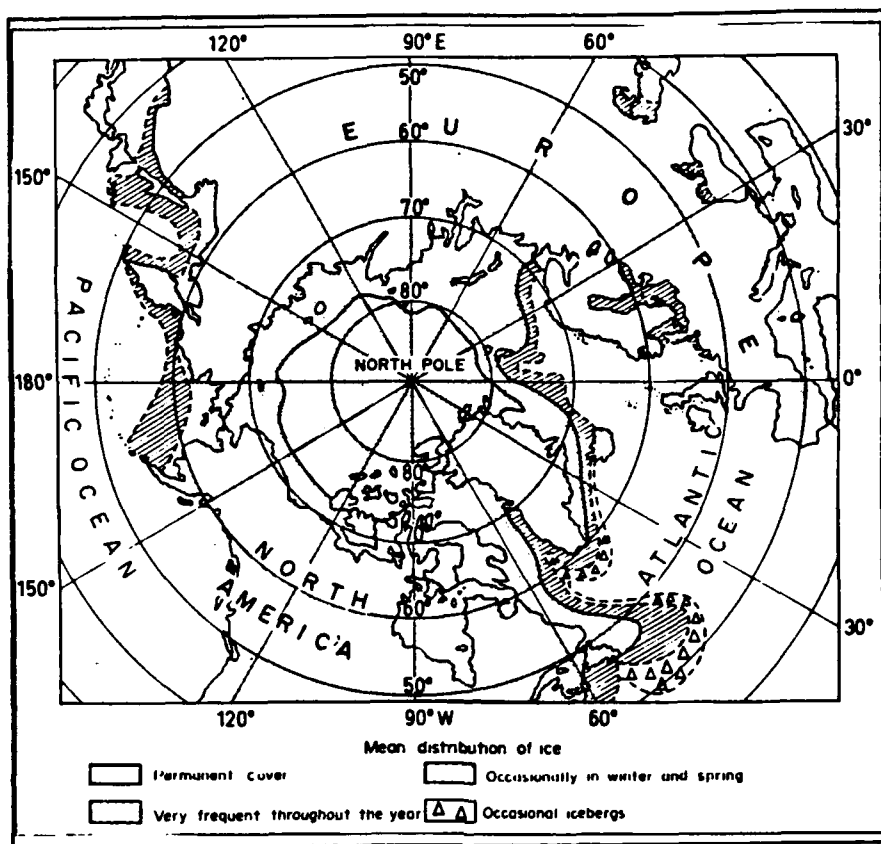 120° 90°E 60°
50°
E U R O P E
60°
30°
150°
70°
80°
PACIFIC OCEAN
NORTH POLE
180° 0°
80°
70°
ATLANTIC OCEAN
NORTH AMERICA
60°
150° 30°
50°
120° 90°W 60°
Mean distribution of ice
Permanent cover
Occasionally in winter and spring
Very frequent throughout the year
Occasional icebergs